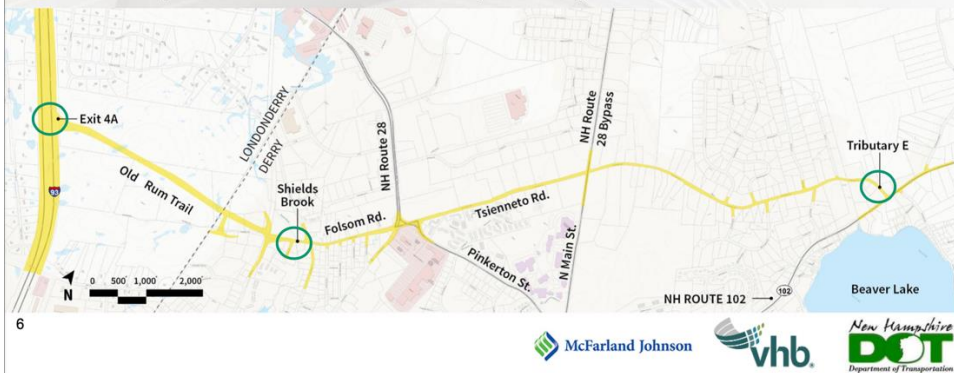 Exit 4A
LONDONDERRY
DERRY
NH Route 28
NH Route
28 Bypass
Tributary E
93
Old Rum Trail
Shields
Brook
Folsom Rd.
Tsienneto Rd.
Pinkerton St.
N Main St.
NH ROUTE 102
102
Beaver Lake
N
0 500 1,000 2,000
6
McFarland Johnson
vhb.
New Hampshire
DOT
Department of Transportation